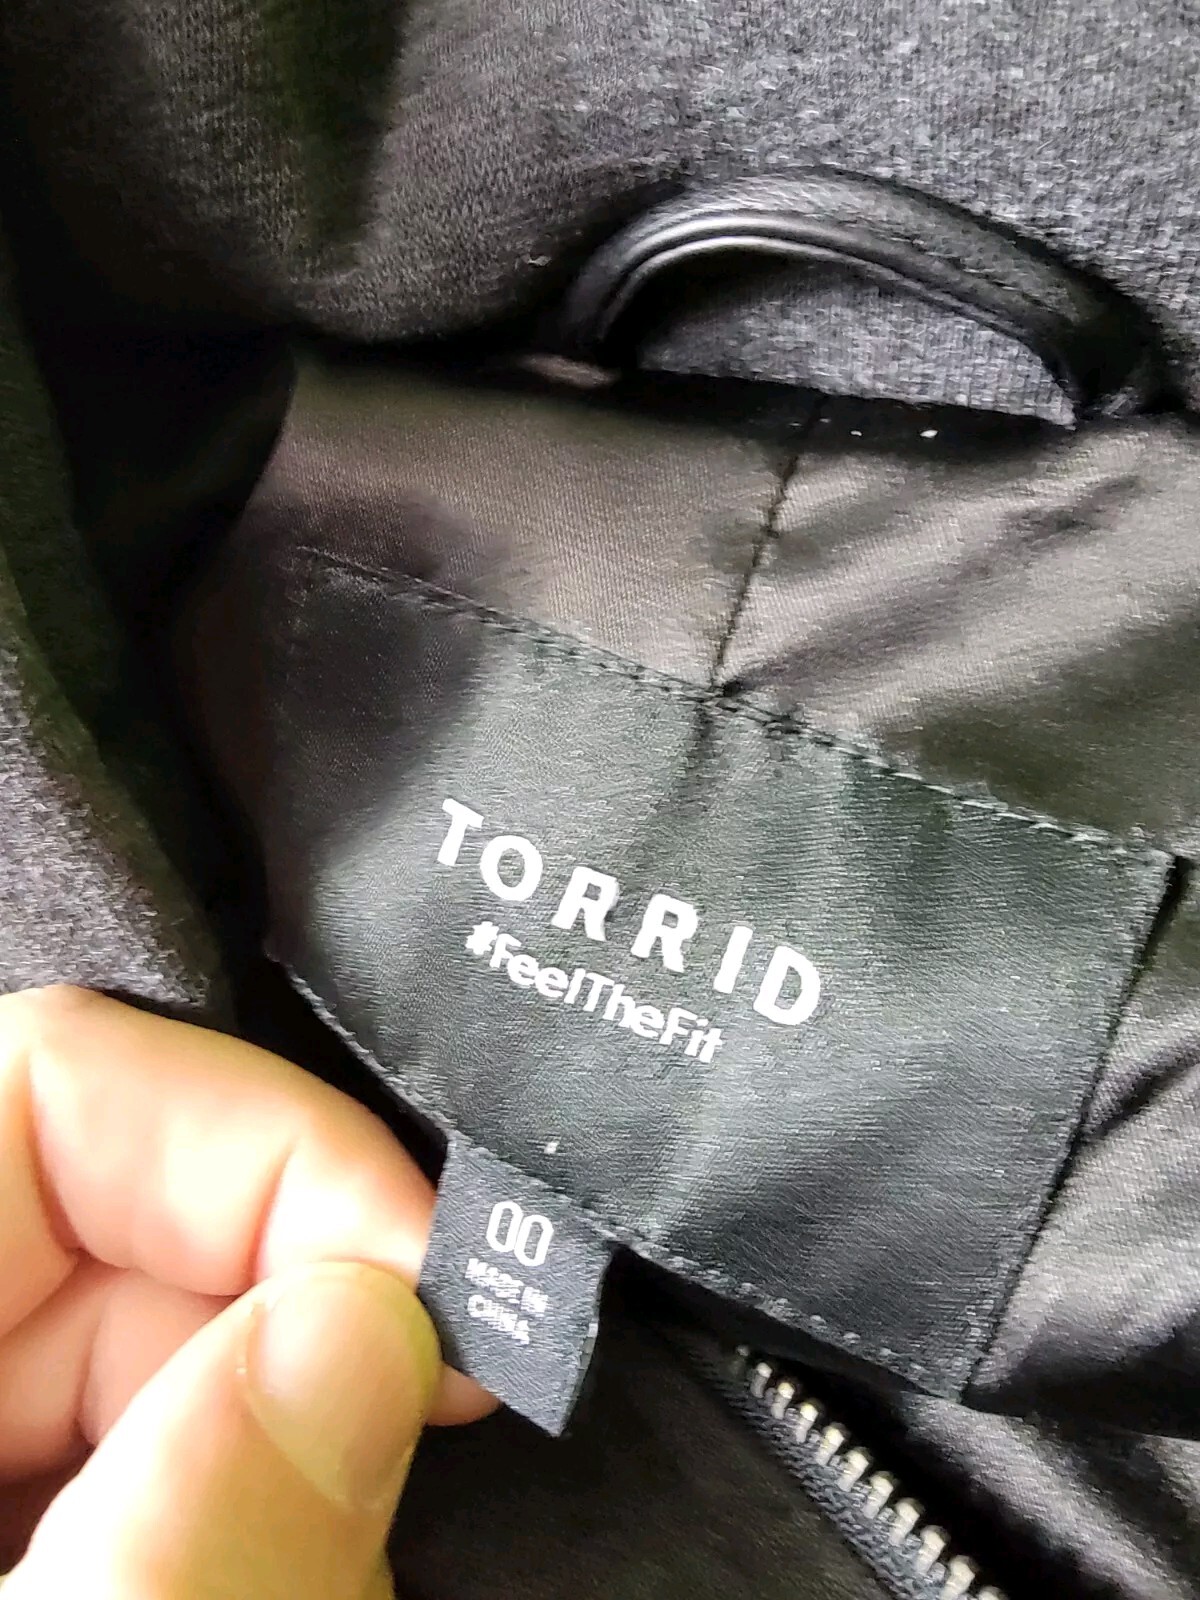 TORRID
#FeelTheFit
00
MADE IN
CHINA